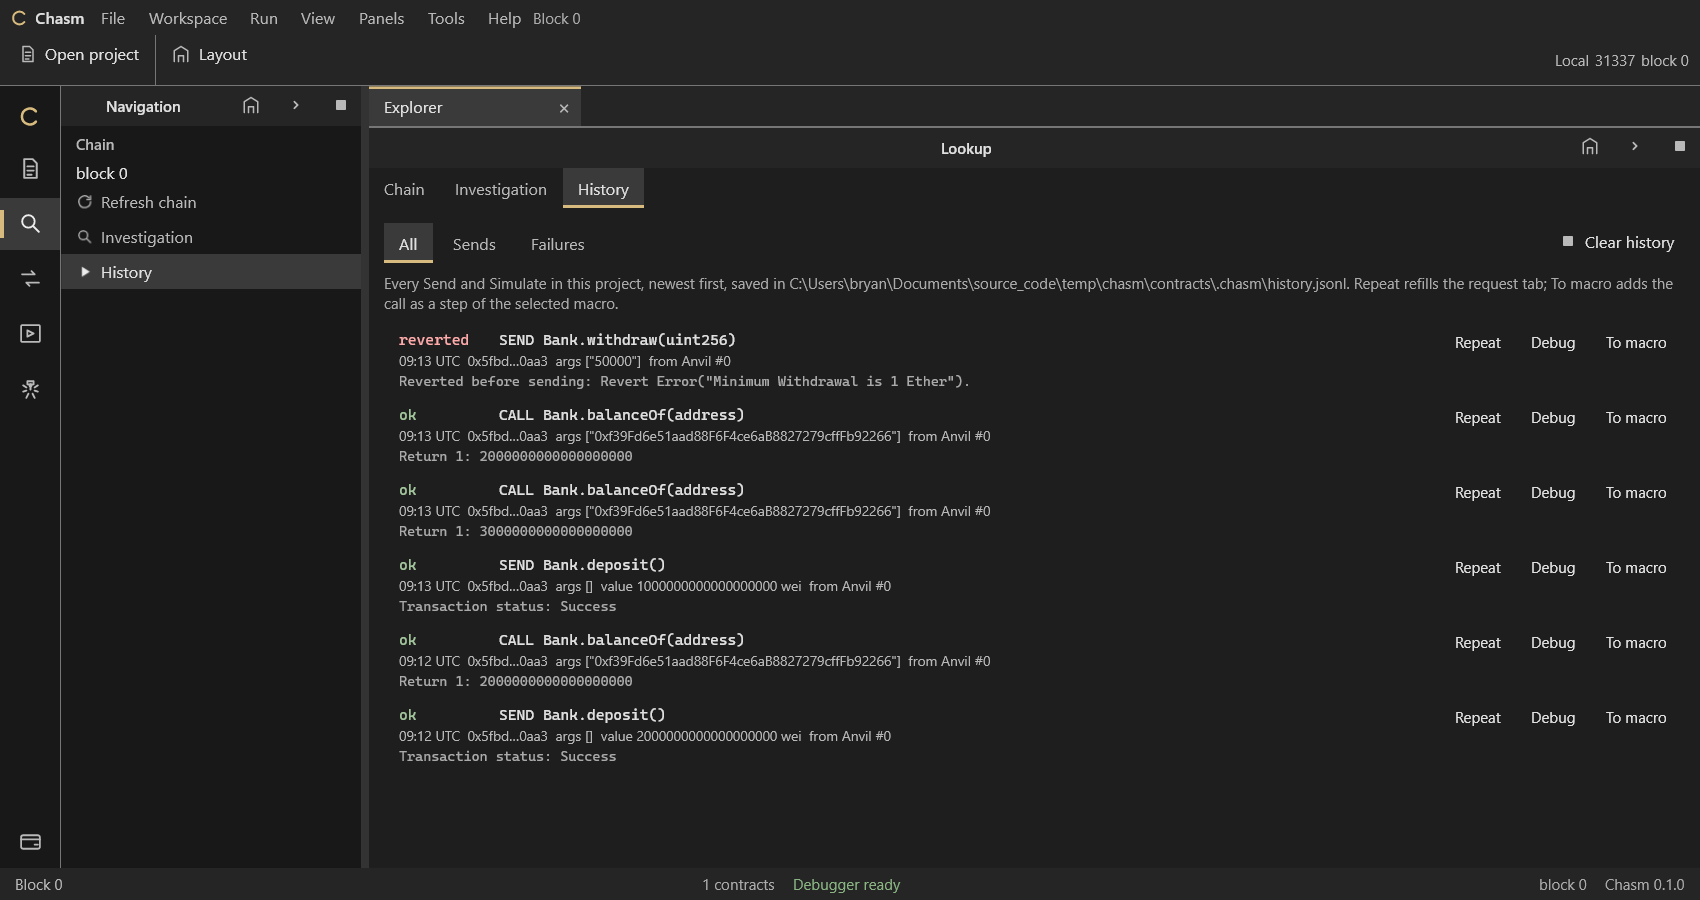 Chasm File Workspace Run View Panels Tools Help Block 0
Open project Layout
Local 31337 block 0
Navigation
Explorer
Lookup
Chain
block 0
Refresh chain
Investigation
History
Chain Investigation History
All Sends Failures
Clear history
Every Send and Simulate in this project, newest first, saved in C:\Users\bryan\Documents\source_code\temp\chasm\contracts\.chasm\history.jsonl. Repeat refills the request tab; To macro adds the
call as a step of the selected macro.
reverted SEND Bank.withdraw(uint256) Repeat Debug To macro
09:13 UTC 0x5fbd...0aa3 args ["50000"] from Anvil #0
Reverted before sending: Revert Error("Minimum Withdrawal is 1 Ether").
ok CALL Bank.balanceOf(address) Repeat Debug To macro
09:13 UTC 0x5fbd...0aa3 args ["0xf39Fd6e51aad88F6F4ce6aB8827279cffFb92266"] from Anvil #0
Return 1: 2000000000000000000
ok CALL Bank.balanceOf(address) Repeat Debug To macro
09:13 UTC 0x5fbd...0aa3 args ["0xf39Fd6e51aad88F6F4ce6aB8827279cffFb92266"] from Anvil #0
Return 1: 3000000000000000000
ok SEND Bank.deposit() Repeat Debug To macro
09:13 UTC 0x5fbd...0aa3 args [] value 1000000000000000000 wei from Anvil #0
Transaction status: Success
ok CALL Bank.balanceOf(address) Repeat Debug To macro
09:12 UTC 0x5fbd...0aa3 args ["0xf39Fd6e51aad88F6F4ce6aB8827279cffFb92266"] from Anvil #0
Return 1: 2000000000000000000
ok SEND Bank.deposit() Repeat Debug To macro
09:12 UTC 0x5fbd...0aa3 args [] value 2000000000000000000 wei from Anvil #0
Transaction status: Success
Block 0 1 contracts Debugger ready block 0 Chasm 0.1.0